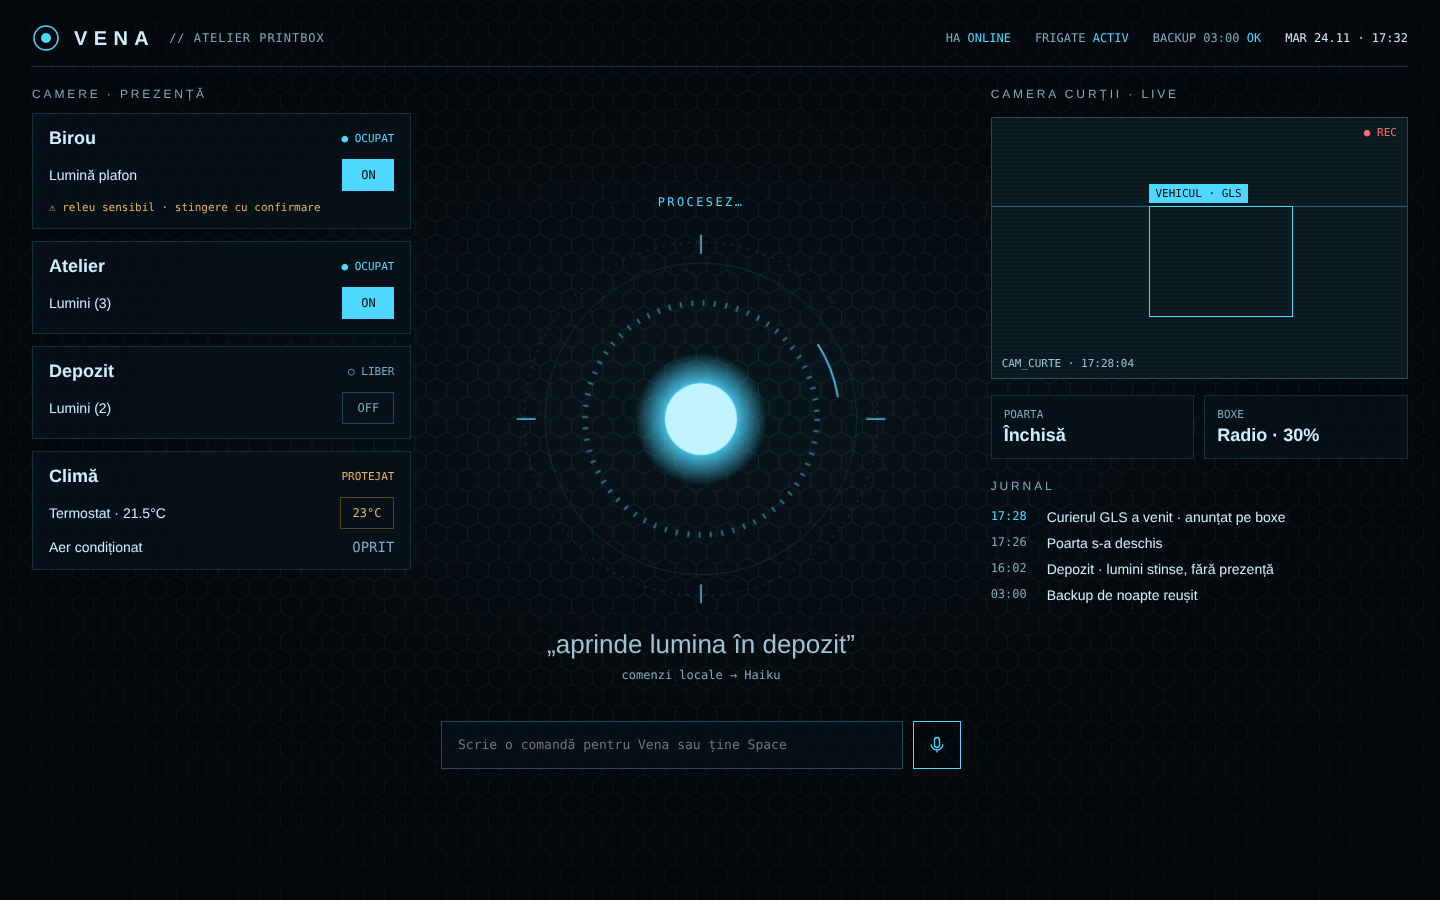 VENA // ATELIER PRINTBOX
HA ONLINE FRIGATE ACTIV BACKUP 03:00 OK MAR 24.11 · 17:32
CAMERE · PREZENȚĂ
Birou ● OCUPAT
Lumină plafon ON
⚠ releu sensibil · stingere cu confirmare
Atelier ● OCUPAT
Lumini (3) ON
Depozit ○ LIBER
Lumini (2) OFF
Climă PROTEJAT
Termostat · 21.5°C 23°C
Aer condiționat OPRIT
PROCESEZ…
„aprinde lumina în depozit”
comenzi locale → Haiku
Scrie o comandă pentru Vena sau ține Space
CAMERA CURȚII · LIVE
● REC
VEHICUL · GLS
CAM_CURTE · 17:28:04
POARTA
Închisă
BOXE
Radio · 30%
JURNAL
17:28 Curierul GLS a venit · anunțat pe boxe
17:26 Poarta s-a deschis
16:02 Depozit · lumini stinse, fără prezență
03:00 Backup de noapte reușit